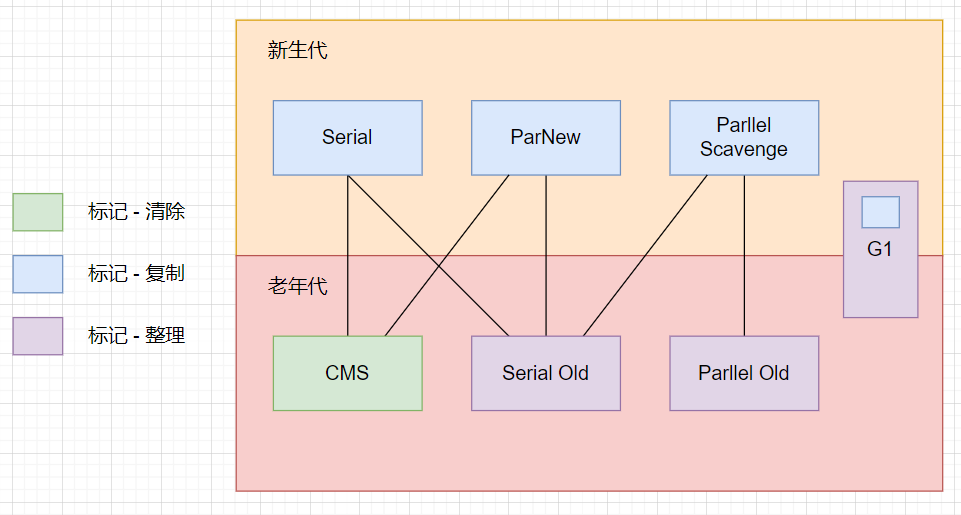 新生代
Serial
ParNew
Parllel
Scavenge
标记 - 清除
标记 - 复制
标记 - 整理
G1
老年代
CMS
Serial Old
Parllel Old